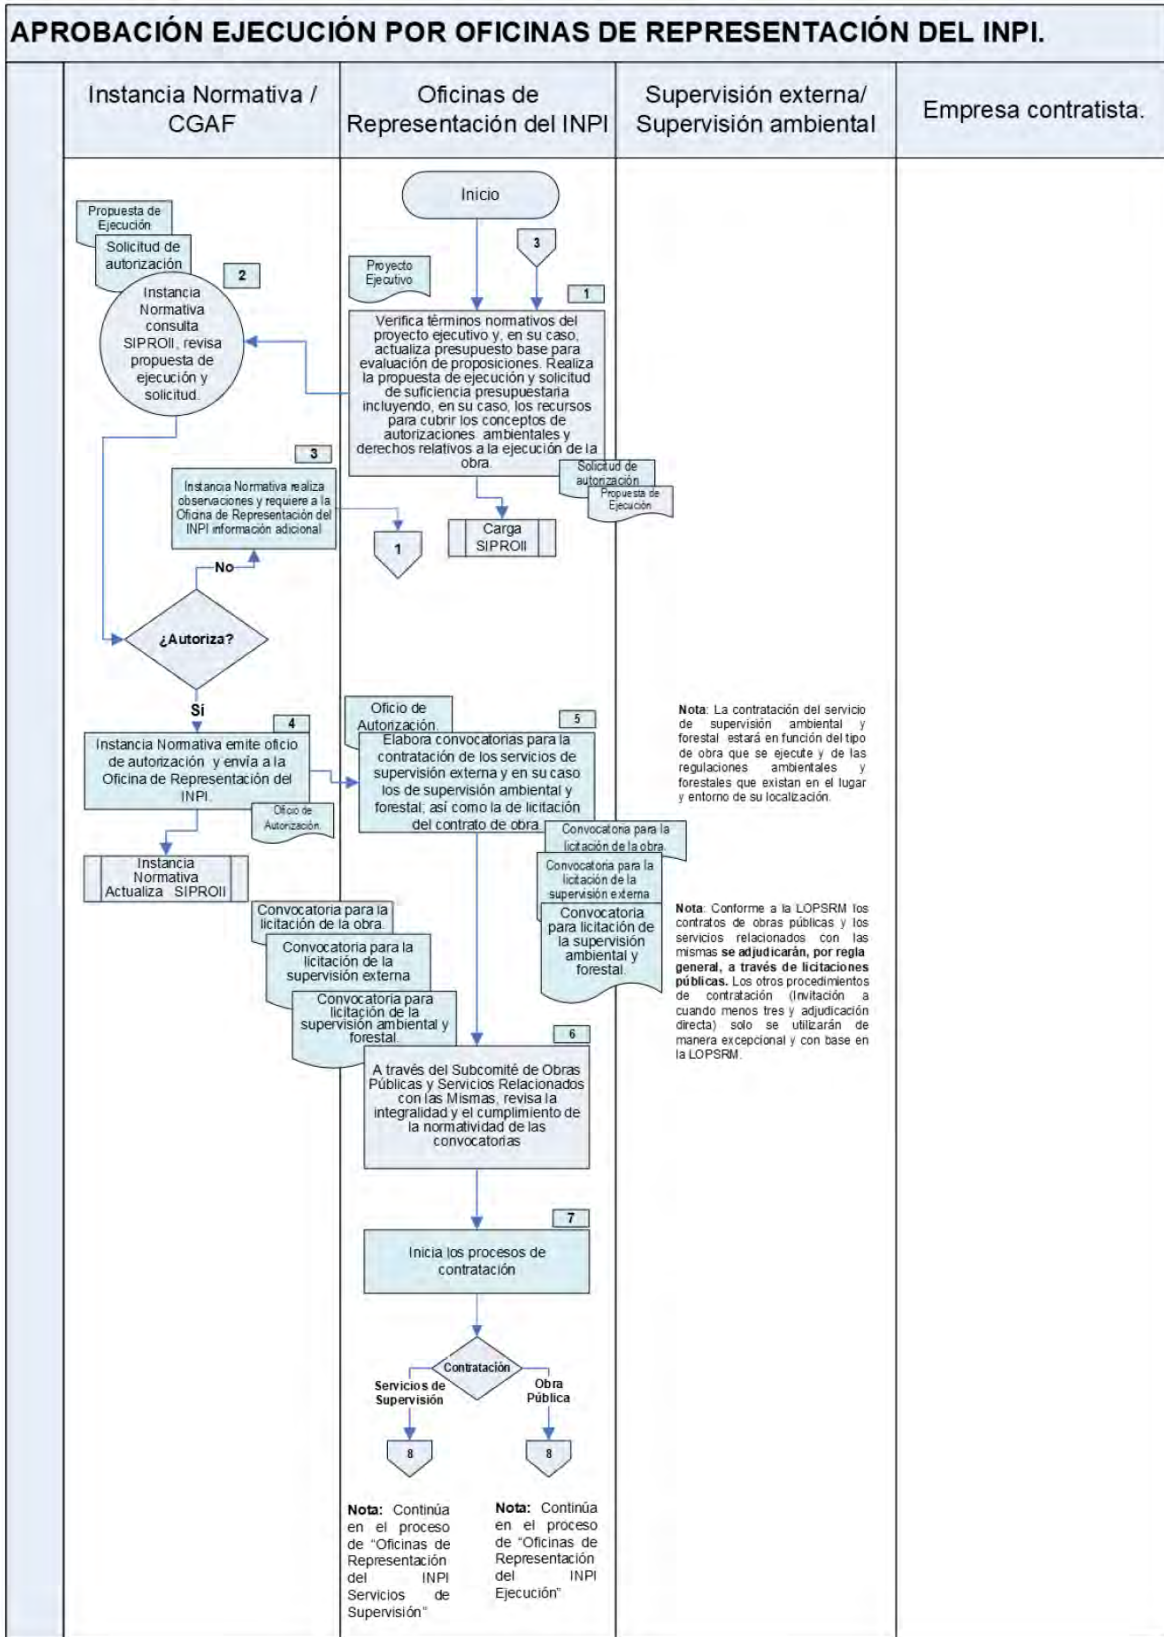 APROBACIÓN EJECUCIÓN POR OFICINAS DE REPRESENTACIÓN DEL INPI.
Instancia Normativa /
CGAF
Oficinas de
Representación del INPI
Supervisión externa/
Supervisión ambiental
Empresa contratista.
Inicio
3
Propuesta de
Ejecución
Solicitud de
autorización
2
Instancia
Normativa
consulta
SIPROII, revisa
propuesta de
ejecución y
solicitud.
Proyecto
Ejecutivo
1
Verifica términos normativos del
proyecto ejecutivo y, en su caso,
actualiza presupuesto base para
evaluación de proposiciones. Realiza
la propuesta de ejecución y solicitud
de suficiencia presupuestaria
incluyendo, en su caso, los recursos
para cubrir los conceptos de
autorizaciones ambientales y
derechos relativos a la ejecución de la
obra.
Solicitud de
autorización
Propuesta de
Ejecución
Carga
SIPROII
3
Instancia Normativa realiza
observaciones y requiere a la
Oficina de Representación del
INPI información adicional
1
No
¿Autoriza?
Sí
4
Instancia Normativa emite oficio
de autorización y envía a la
Oficina de Representación del
INPI.
Oficio de
Autorización.
Instancia
Normativa
Actualiza SIPROII
Oficio de
Autorización.
5
Elabora convocatorias para la
contratación de los servicios de
supervisión externa y en su caso
los de supervisión ambiental y
forestal; así como la de licitación
del contrato de obra
Convocatoria para la
licitación de la obra.
Convocatoria para la
licitación de la
supervisión externa
Convocatoria
para licitación de
la supervisión
ambiental y
forestal.
Nota: La contratación del servicio
de supervisión ambiental y
forestal estará en función del tipo
de obra que se ejecute y de las
regulaciones ambientales y
forestales que existan en el lugar
y entorno de su localización.
Nota: Conforme a la LOPSRM los
contratos de obras públicas y los
servicios relacionados con las
mismas se adjudicarán, por regla
general, a través de licitaciones
públicas. Los otros procedimientos
de contratación (Invitación a
cuando menos tres y adjudicación
directa) solo se utilizarán de
manera excepcional y con base en
la LOPSRM.
Convocatoria para la
licitación de la obra.
Convocatoria para la
licitación de la
supervisión externa
Convocatoria para
licitación de la
supervisión ambiental y
forestal.
6
A través del Subcomité de Obras
Públicas y Servicios Relacionados
con las Mismas, revisa la
integralidad y el cumplimiento de
la normatividad de las
convocatorias
7
Inicia los procesos de
contratación
Contratación
Servicios de
Supervisión
Obra
Pública
8
8
Nota: Continúa
en el proceso
de “Oficinas de
Representación
del INPI
Servicios de
Supervisión”
Nota: Continúa
en el proceso
de “Oficinas de
Representación
del INPI
Ejecución”